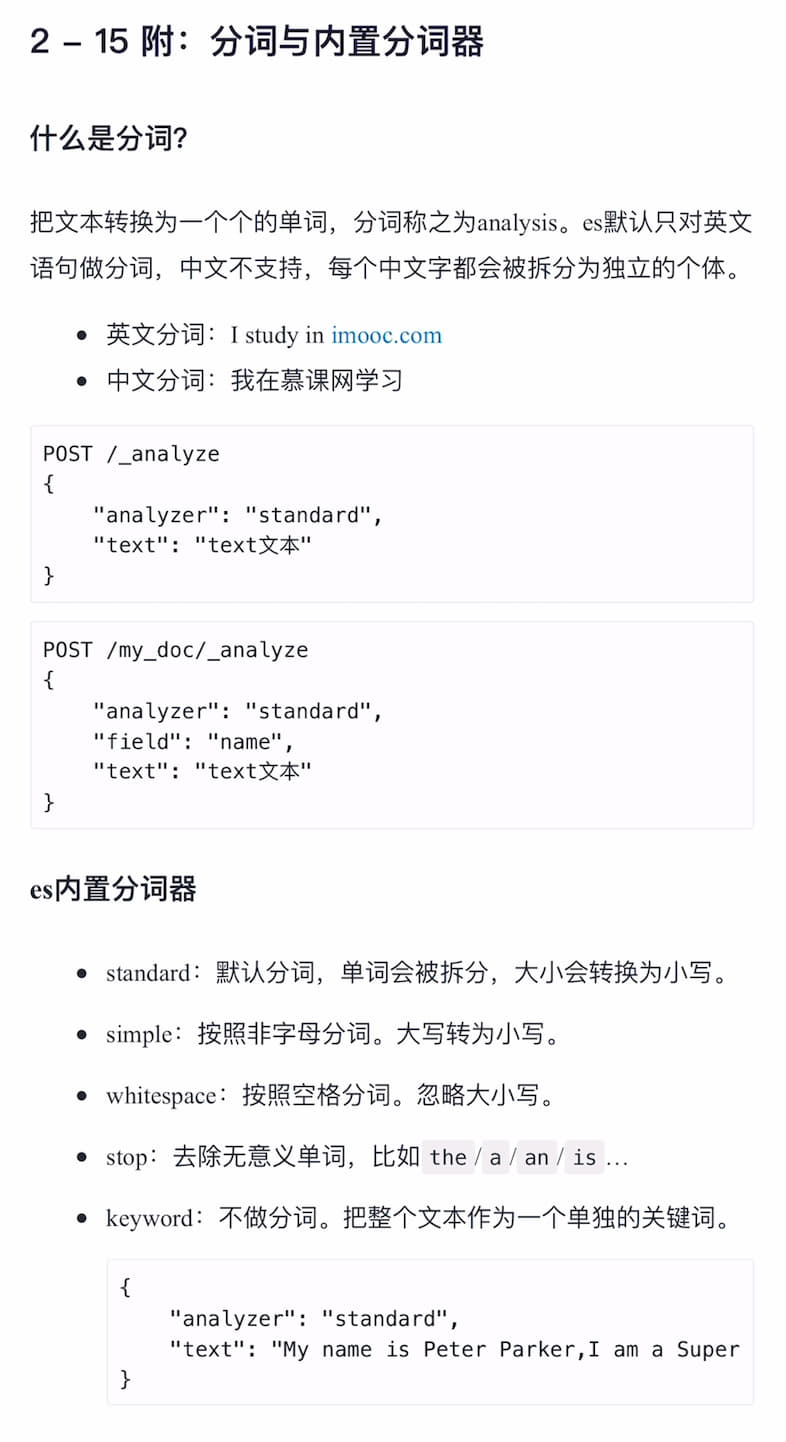 2 – 15 附：分词与内置分词器
什么是分词?
把文本转换为一个个的单词，分词称之为analysis。es默认只对英文
语句做分词，中文不支持，每个中文字都会被拆分为独立的个体。
• 英文分词：I study in imooc.com
• 中文分词：我在慕课网学习
POST /_analyze
{
    "analyzer": "standard",
    "text": "text文本"
}
POST /my_doc/_analyze
{
    "analyzer": "standard",
    "field": "name",
    "text": "text文本"
}
es内置分词器
• standard：默认分词，单词会被拆分，大小会转换为小写。
• simple：按照非字母分词。大写转为小写。
• whitespace：按照空格分词。忽略大小写。
• stop：去除无意义单词，比如 the / a / an / is …
• keyword：不做分词。把整个文本作为一个单独的关键词。
{
    "analyzer": "standard",
    "text": "My name is Peter Parker,I am a Super
}